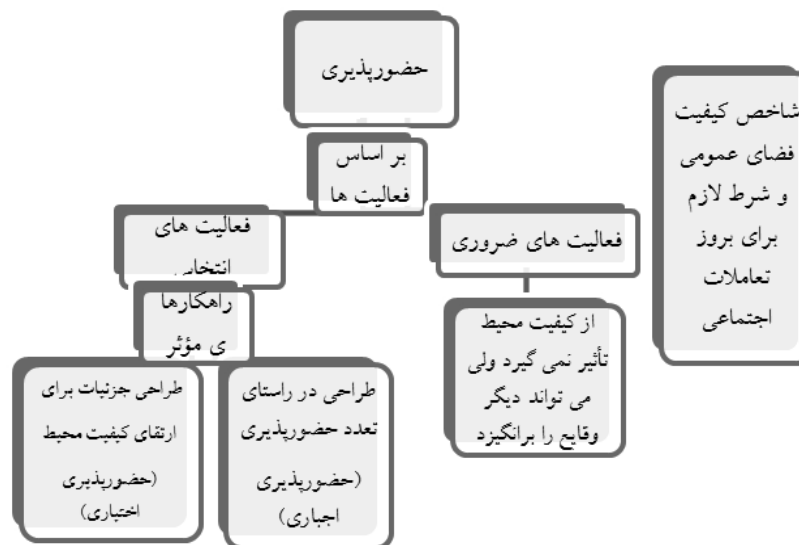 حضورپذیری
بر اساس
فعالیت ها
شاخص کیفیت
فضای عمومی
و شرط لازم
برای بروز
تعاملات
اجتماعی
فعالیت های ضروری
از کیفیت محیط
تأثیر نمی گیرد ولی
می تواند دیگر
وقایع را برانگیزد
فعالیت های
انتخابی
راهکارها
ی مؤثر
طراحی در راستای
تعدد حضورپذیری
(حضورپذیری
اجباری)
طراحی جزئیات برای
ارتقای کیفیت محیط
(حضورپذیری
اختیاری)